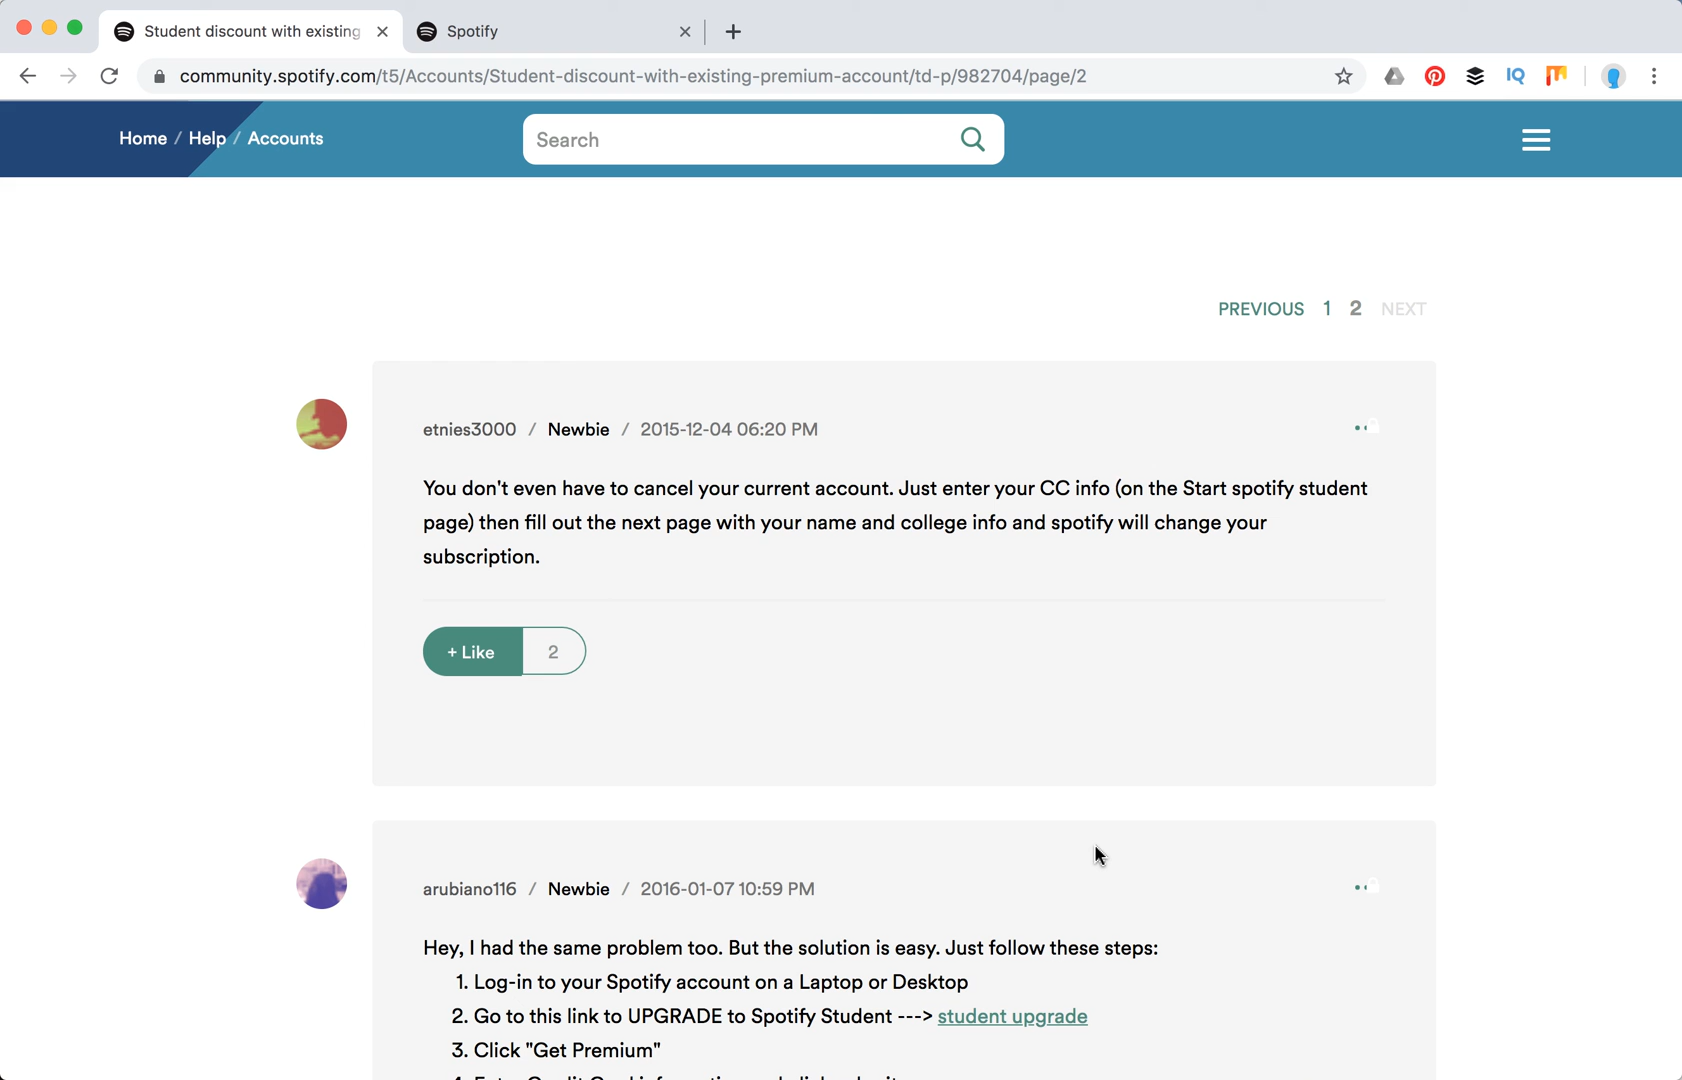 Student discount with existing
Spotify
community.spotify.com/t5/Accounts/Student-discount-with-existing-premium-account/td-p/982704/page/2
IQ
Home / Help / Accounts
Search
PREVIOUS 1 2 NEXT
etnies3000 / Newbie / 2015-12-04 06:20 PM
You don't even have to cancel your current account. Just enter your CC info (on the Start spotify student
page) then fill out the next page with your name and college info and spotify will change your
subscription.
+ Like 2
arubiano116 / Newbie / 2016-01-07 10:59 PM
Hey, I had the same problem too. But the solution is easy. Just follow these steps:
1. Log-in to your Spotify account on a Laptop or Desktop
2. Go to this link to UPGRADE to Spotify Student ---> student upgrade
3. Click "Get Premium"